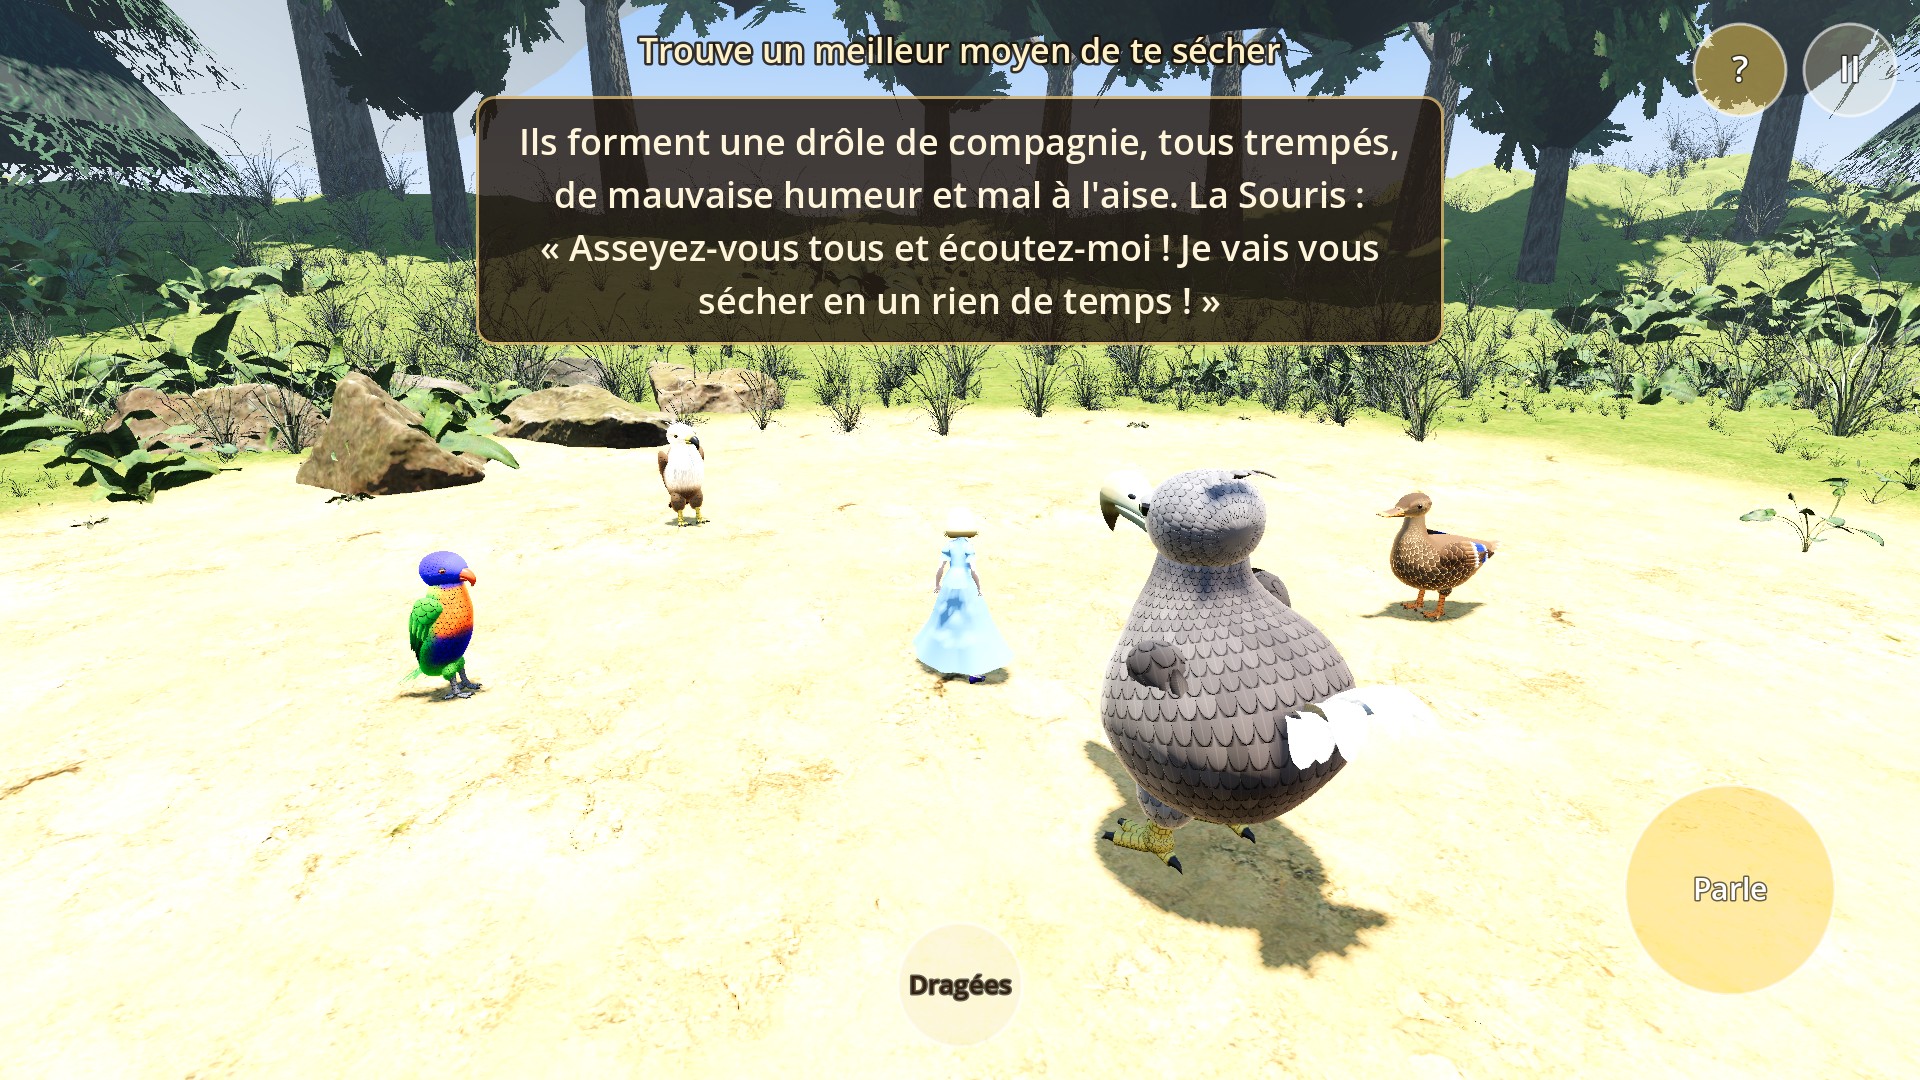 Trouve un meilleur moyen de te sécher
?
Ils forment une drôle de compagnie, tous trempés,
de mauvaise humeur et mal à l'aise. La Souris :
« Asseyez-vous tous et écoutez-moi ! Je vais vous
sécher en un rien de temps ! »
Parle
Dragées